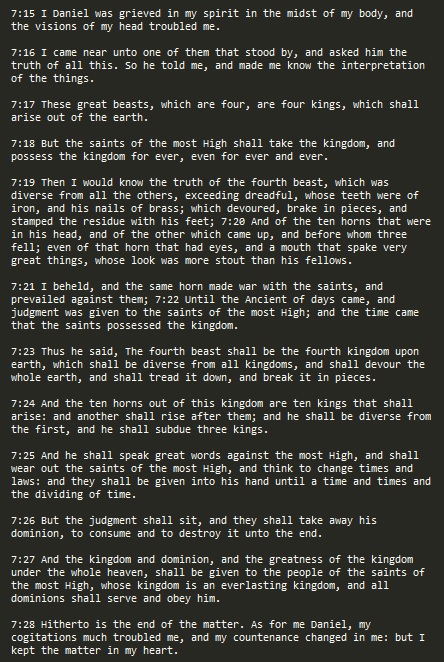 7:15 I Daniel was grieved in my spirit in the midst of my body, and
the visions of my head troubled me.
7:16 I came near unto one of them that stood by, and asked him the
truth of all this. So he told me, and made me know the interpretation
of the things.
7:17 These great beasts, which are four, are four kings, which shall
arise out of the earth.
7:18 But the saints of the most High shall take the kingdom, and
possess the kingdom for ever, even for ever and ever.
7:19 Then I would know the truth of the fourth beast, which was
diverse from all the others, exceeding dreadful, whose teeth were of
iron, and his nails of brass; which devoured, brake in pieces, and
stamped the residue with his feet; 7:20 And of the ten horns that were
in his head, and of the other which came up, and before whom three
fell; even of that horn that had eyes, and a mouth that spake very
great things, whose look was more stout than his fellows.
7:21 I beheld, and the same horn made war with the saints, and
prevailed against them; 7:22 Until the Ancient of days came, and
judgment was given to the saints of the most High; and the time came
that the saints possessed the kingdom.
7:23 Thus he said, The fourth beast shall be the fourth kingdom upon
earth, which shall be diverse from all kingdoms, and shall devour the
whole earth, and shall tread it down, and break it in pieces.
7:24 And the ten horns out of this kingdom are ten kings that shall
arise: and another shall rise after them; and he shall be diverse from
the first, and he shall subdue three kings.
7:25 And he shall speak great words against the most High, and shall
wear out the saints of the most High, and think to change times and
laws: and they shall be given into his hand until a time and times and
the dividing of time.
7:26 But the judgment shall sit, and they shall take away his
dominion, to consume and to destroy it unto the end.
7:27 And the kingdom and dominion, and the greatness of the kingdom
under the whole heaven, shall be given to the people of the saints of
the most High, whose kingdom is an everlasting kingdom, and all
dominions shall serve and obey him.
7:28 Hitherto is the end of the matter. As for me Daniel, my
cogitations much troubled me, and my countenance changed in me: but I
kept the matter in my heart.